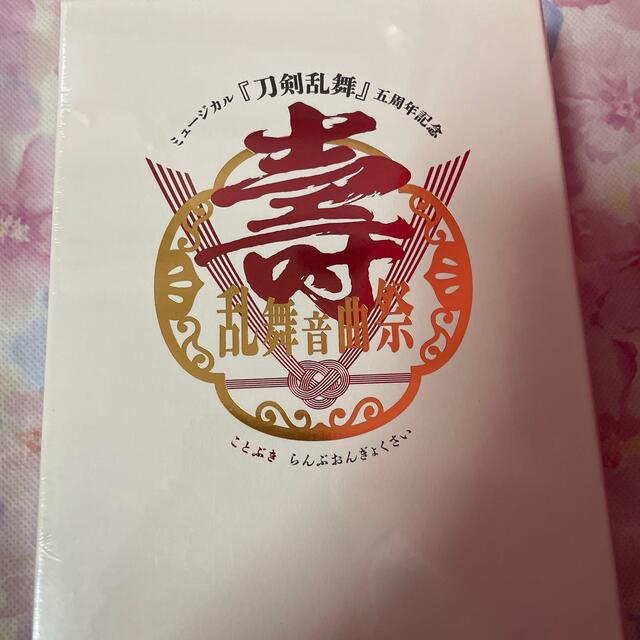 ミュージカル『刀剣乱舞』五周年記念
壽
乱舞音曲祭
ことぶき らんぶおんぎょくさい